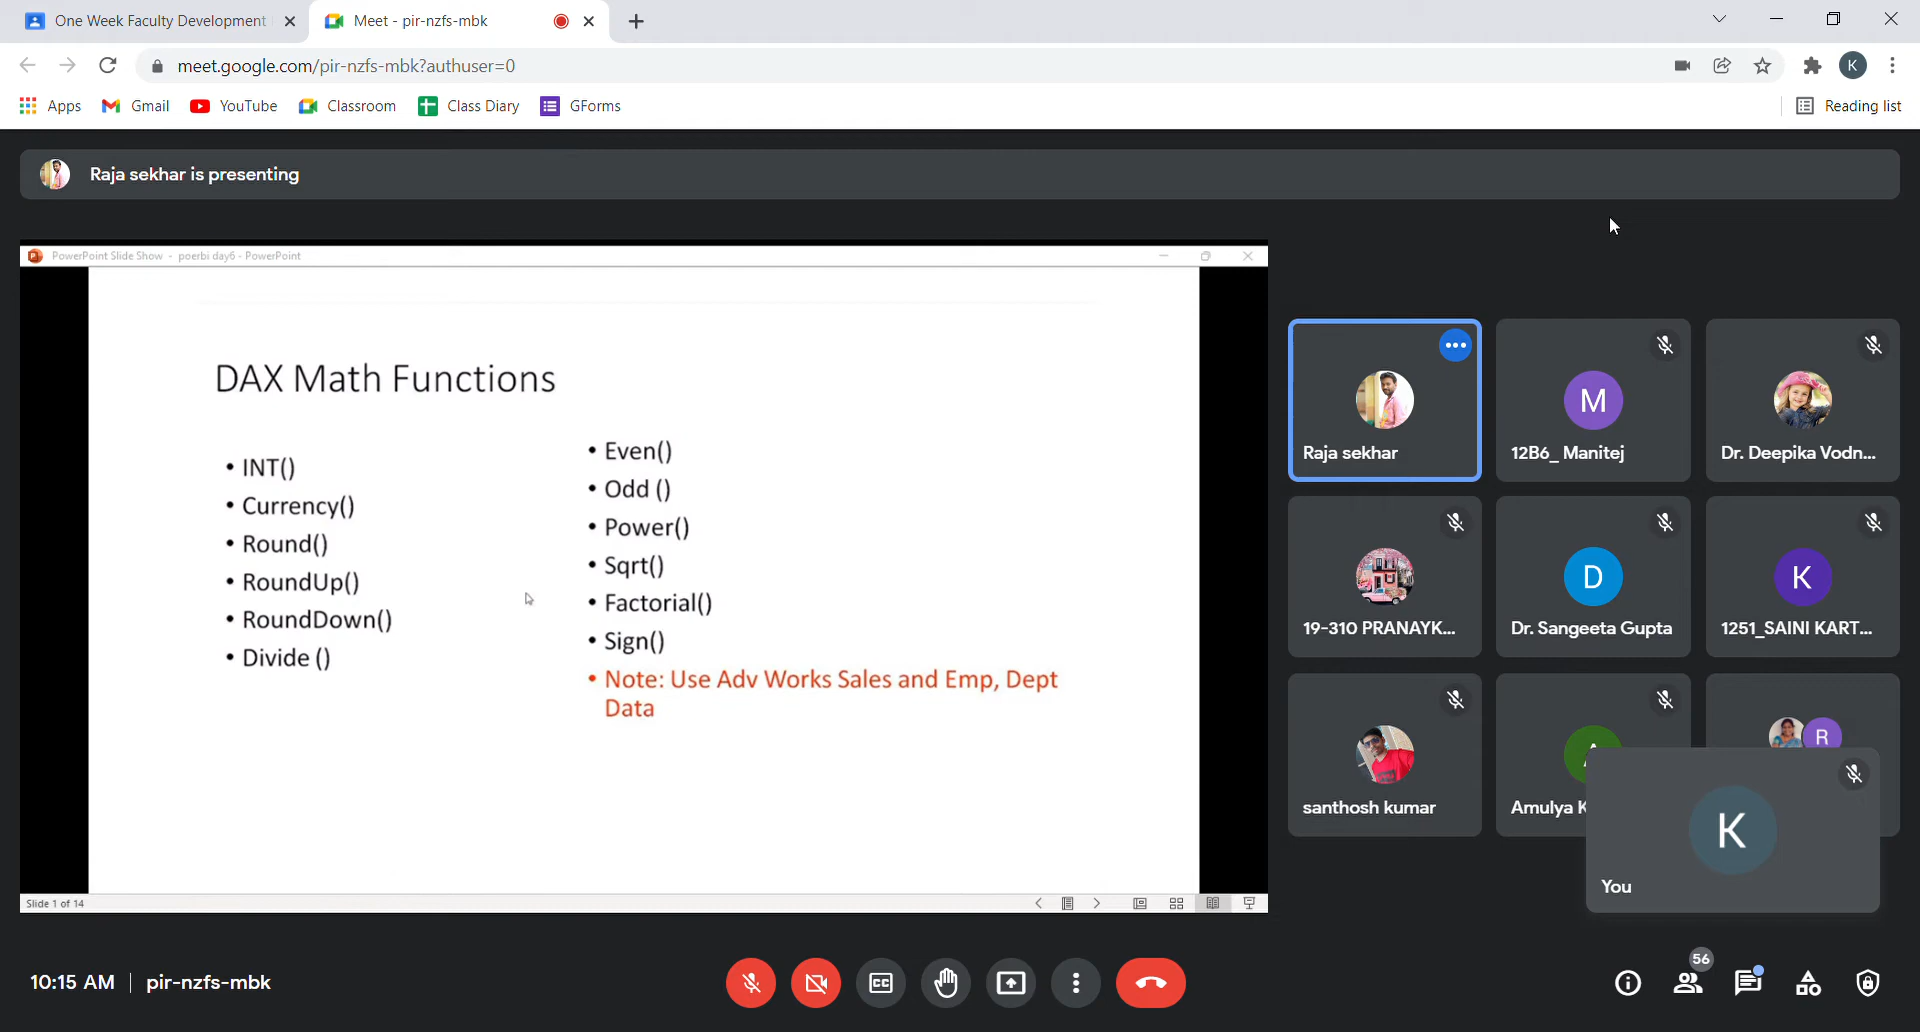 One Week Faculty Development
Meet - pir-nzfs-mbk
meet.google.com/pir-nzfs-mbk?authuser=0
K
Apps
Gmail
YouTube
Classroom
Class Diary
GForms
Reading list
Raja sekhar is presenting
PowerPoint Slide Show - poerbi day6 - PowerPoint
DAX Math Functions
• INT()
• Currency()
• Round()
• RoundUp()
• RoundDown()
• Divide ()
• Even()
• Odd ()
• Power()
• Sqrt()
• Factorial()
• Sign()
• Note: Use Adv Works Sales and Emp, Dept
Data
Slide 1 of 14
Raja sekhar
M
12B6_ Manitej
Dr. Deepika Vodn...
19-310 PRANAYK...
D
Dr. Sangeeta Gupta
K
1251_SAINI KART...
santhosh kumar
A
Amulya K
R
K
You
10:15 AM | pir-nzfs-mbk
CC
56